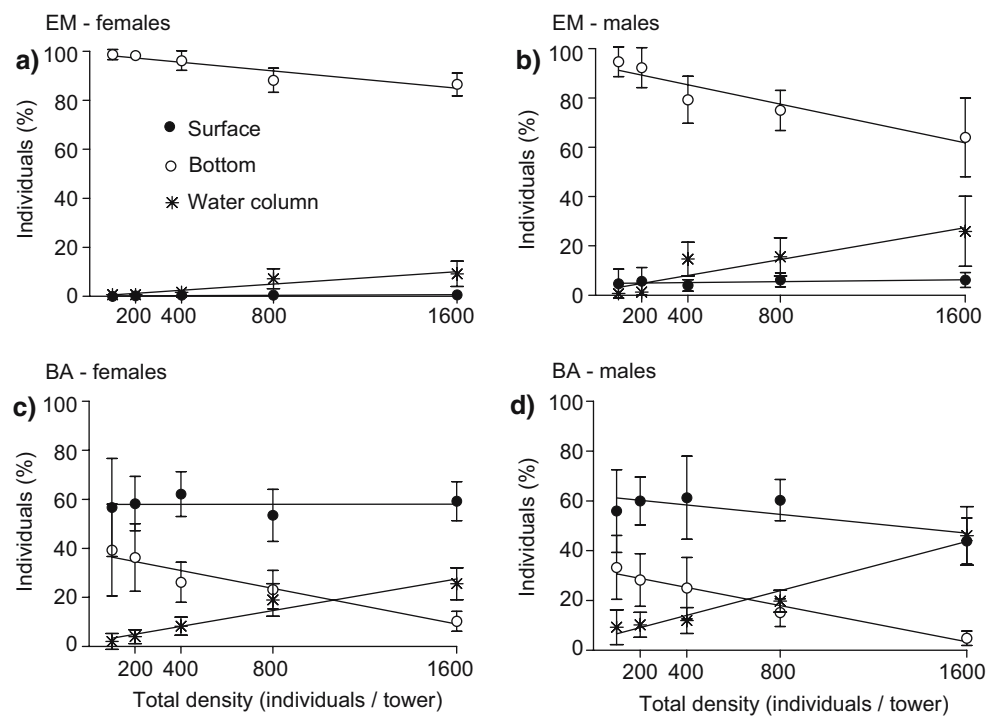 EM - females
a)
100
80
60
40
20
0
Individuals (%)
Surface
Bottom
Water column
200 400 800 1600
EM - males
b)
100
80
60
40
20
0
Individuals (%)
200 400 800 1600
BA - females
c)
100
80
60
40
20
0
Individuals (%)
200 400 800 1600
Total density (individuals / tower)
BA - males
d)
100
80
60
40
20
0
Individuals (%)
200 400 800 1600
Total density (individuals / tower)